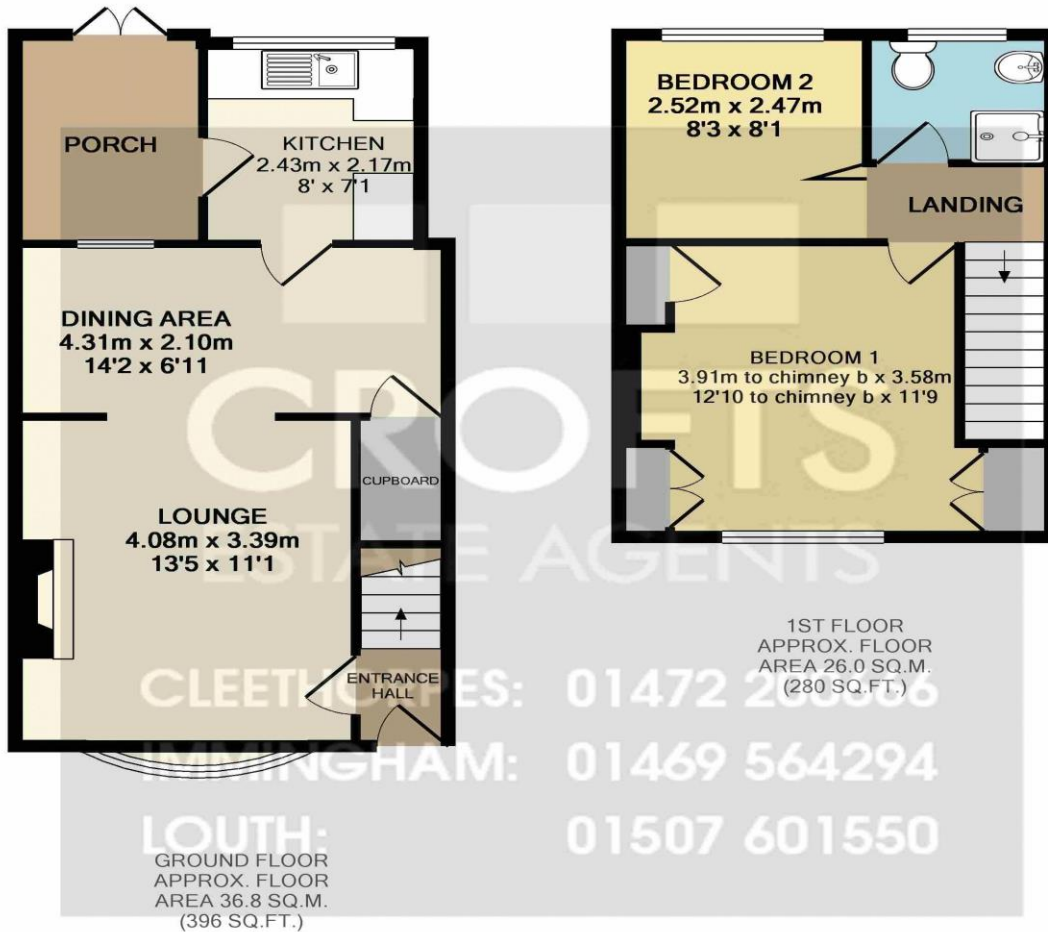 PORCH
KITCHEN
2.43m x 2.17m
8' x 7'1
DINING AREA
4.31m x 2.10m
14'2 x 6'11
CUPBOARD
LOUNGE
4.08m x 3.39m
13'5 x 11'1
ENTRANCE
HALL
GROUND FLOOR
APPROX. FLOOR
AREA 36.8 SQ.M.
(396 SQ.FT.)
BEDROOM 2
2.52m x 2.47m
8'3 x 8'1
LANDING
BEDROOM 1
3.91m to chimney b x 3.58m
12'10 to chimney b x 11'9
1ST FLOOR
APPROX. FLOOR
AREA 26.0 SQ.M.
(280 SQ.FT.)
CROFTS
ESTATE AGENTS
CLEETHORPES: 01472
IMMINGHAM: 01469 564294
LOUTH: 01507 601550